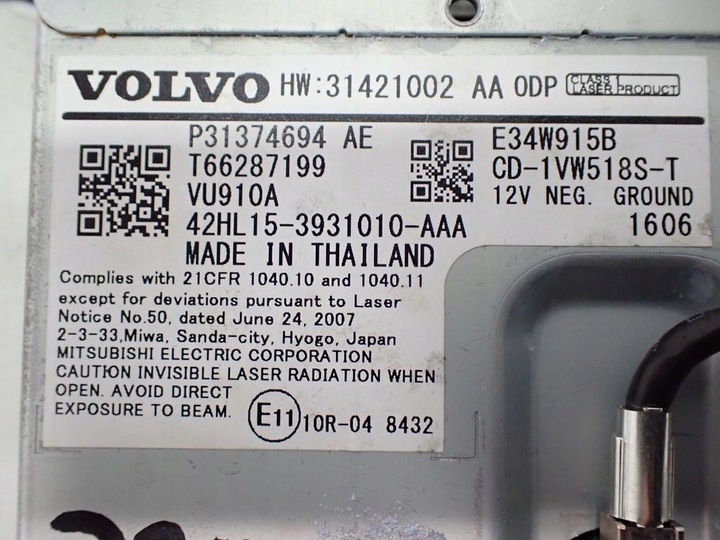 VOLVO HW:31421002 AA ODP CLASS 1
LASER PRODUCT
P31374694 AE
T66287199
VU910A
42HL15-3931010-AAA
MADE IN THAILAND
E34W915B
CD-1VW518S-T
12V NEG. GROUND
1606
Complies with 21CFR 1040.10 and 1040.11
except for deviations pursuant to Laser
Notice No.50, dated June 24, 2007
2-3-33,Miwa, Sanda-city, Hyogo, Japan
MITSUBISHI ELECTRIC CORPORATION
CAUTION INVISIBLE LASER RADIATION WHEN
OPEN. AVOID DIRECT
EXPOSURE TO BEAM.
E11 10R-04 8432